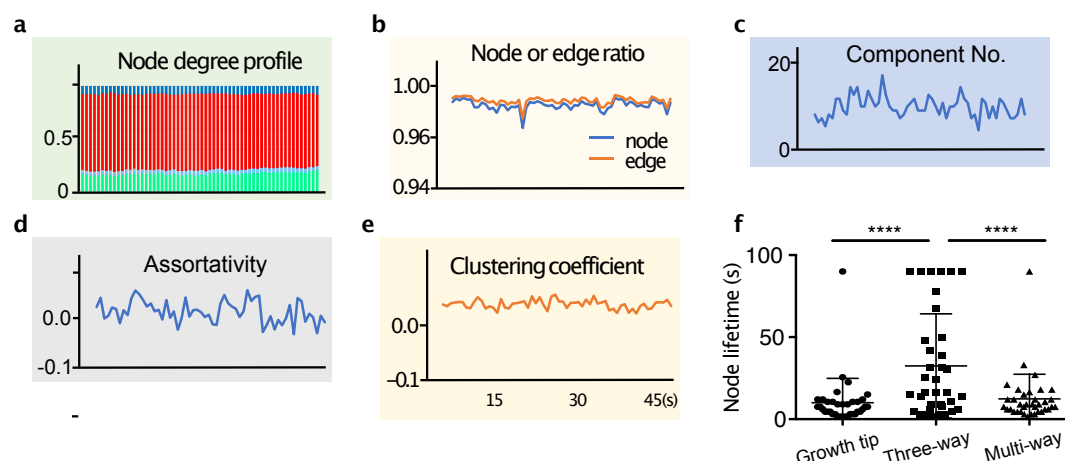 a
Node degree profile
0.5
0
b
Node or edge ratio
1.00
0.96
0.94
node
edge
c
Component No.
20
0
d
Assortativity
0.0
-0.1
e
Clustering coefficient
0.0
–0.1
15
30
45(s)
f
****
****
Node lifetime (s)
100
50
0
Growth tip
Three-way
Multi-way